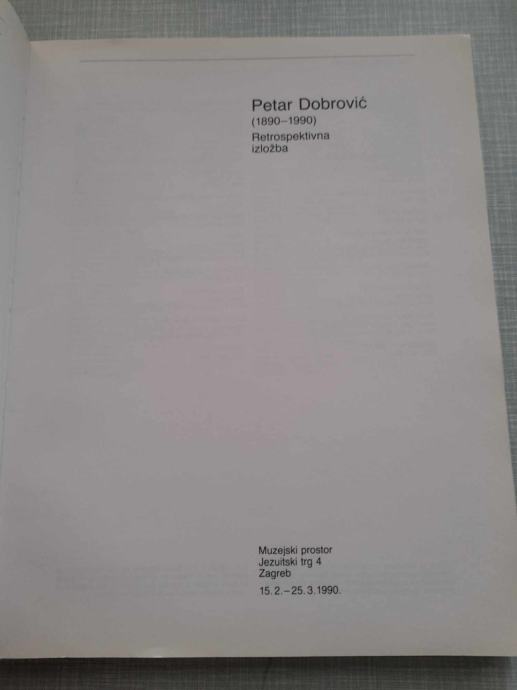 Petar Dobrović
(1890–1990)
Retrospektivna
izložba
Muzejski prostor
Jezuitski trg 4
Zagreb
15. 2. – 25. 3. 1990.